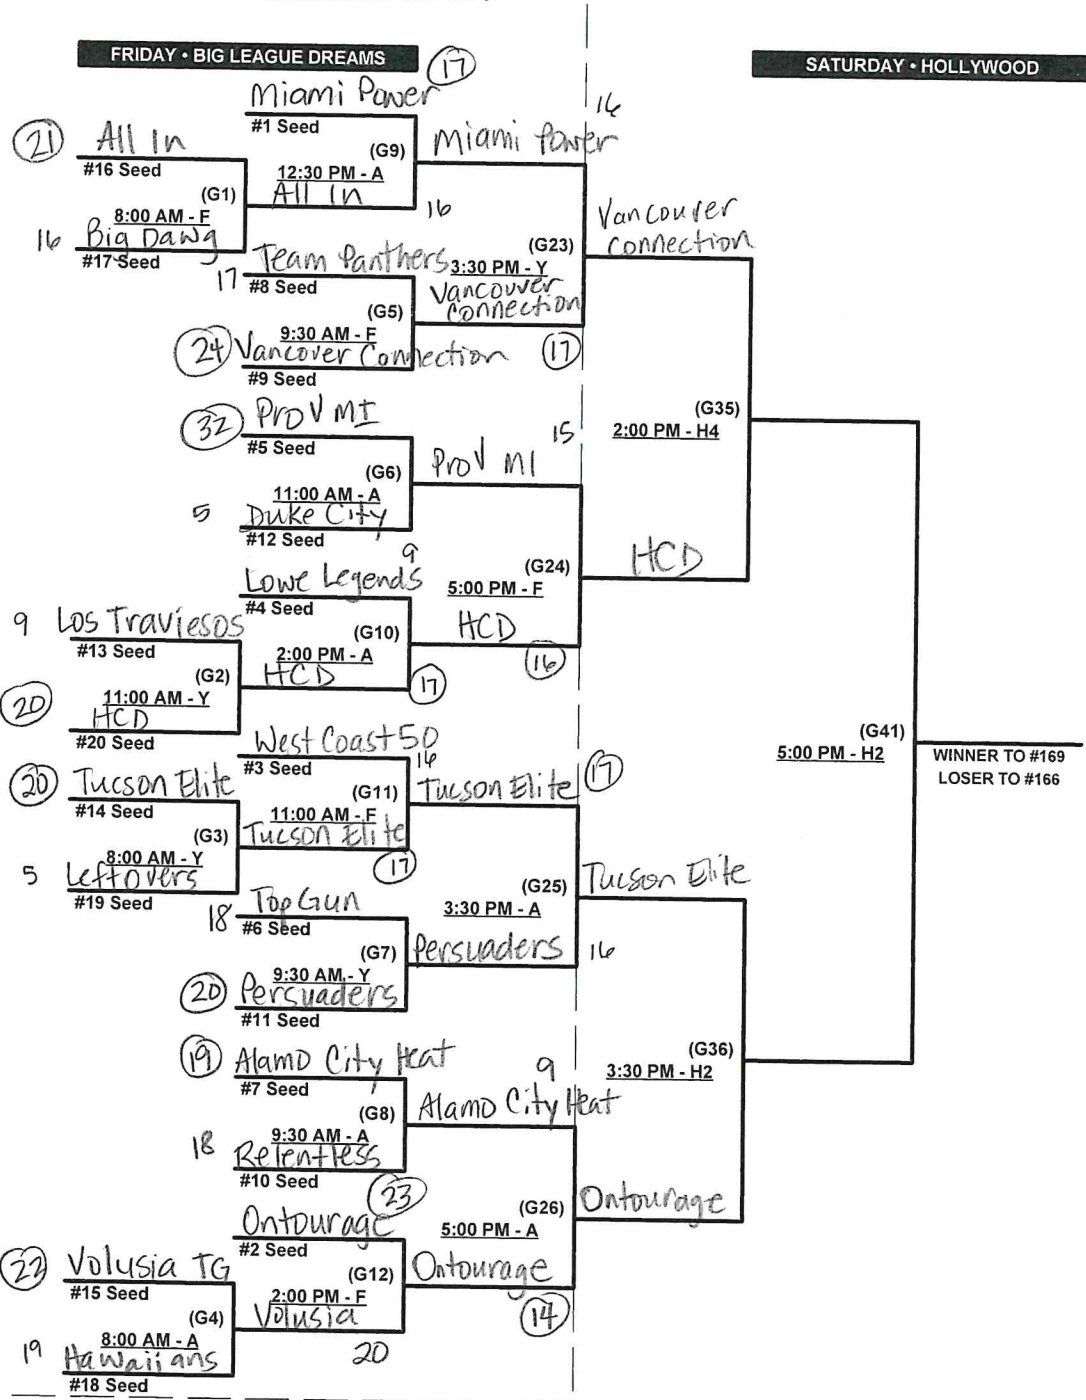 FRIDAY • BIG LEAGUE DREAMS
SATURDAY • HOLLYWOOD
17
Miami Power
#1 Seed
16
21
All In
#16 Seed
(G9)
Miami Power
12:30 PM - A
All In
(G1)
8:00 AM - F
16
Big Dawg
#17 Seed
16
Vancouver
connection
(G23)
3:30 PM - Y
Team Panthers
17
#8 Seed
Vancouver
connection
(G5)
9:30 AM - F
24
Vancover Connection
17
#9 Seed
32
ProV MI
#5 Seed
15
(G35)
2:00 PM - H4
(G6)
ProV MI
11:00 AM - A
5
Duke City
#12 Seed
9
Lowe Legends
#4 Seed
(G24)
5:00 PM - F
HCD
9
Los Traviesos
#13 Seed
(G10)
HCD
2:00 PM - A
HCD
16
(G2)
17
11:00 AM - Y
20
HCD
#20 Seed
West Coast 50
16
#3 Seed
(G41)
5:00 PM - H2
WINNER TO #169
LOSER TO #166
20
Tucson Elite
#14 Seed
(G11)
Tucson Elite
17
11:00 AM - F
Tucson Elite
17
(G3)
8:00 AM - Y
5
Leftovers
#19 Seed
Top Gun
18
#6 Seed
(G25)
3:30 PM - A
Tucson Elite
(G7)
Persuaders
16
9:30 AM - Y
20
Persuaders
#11 Seed
19
Alamo City Heat
#7 Seed
9
(G36)
3:30 PM - H2
(G8)
Alamo City Heat
9:30 AM - A
18
Relentless
#10 Seed
23
Ontourage
#2 Seed
(G26)
5:00 PM - A
Ontourage
22
Volusia TG
#15 Seed
(G12)
Ontourage
2:00 PM - F
Volusia
14
(G4)
8:00 AM - A
19
Hawaiians
20
#18 Seed